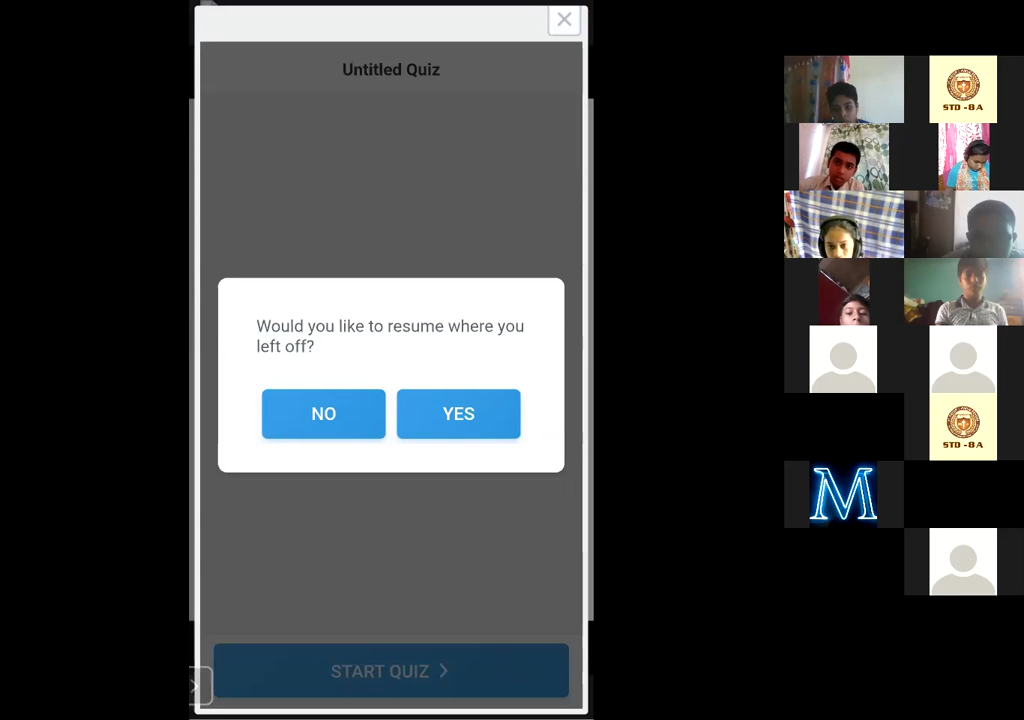 Untitled Quiz
Would you like to resume where you
left off?
NO
YES
START QUIZ
STD -8A
STD -8A
M